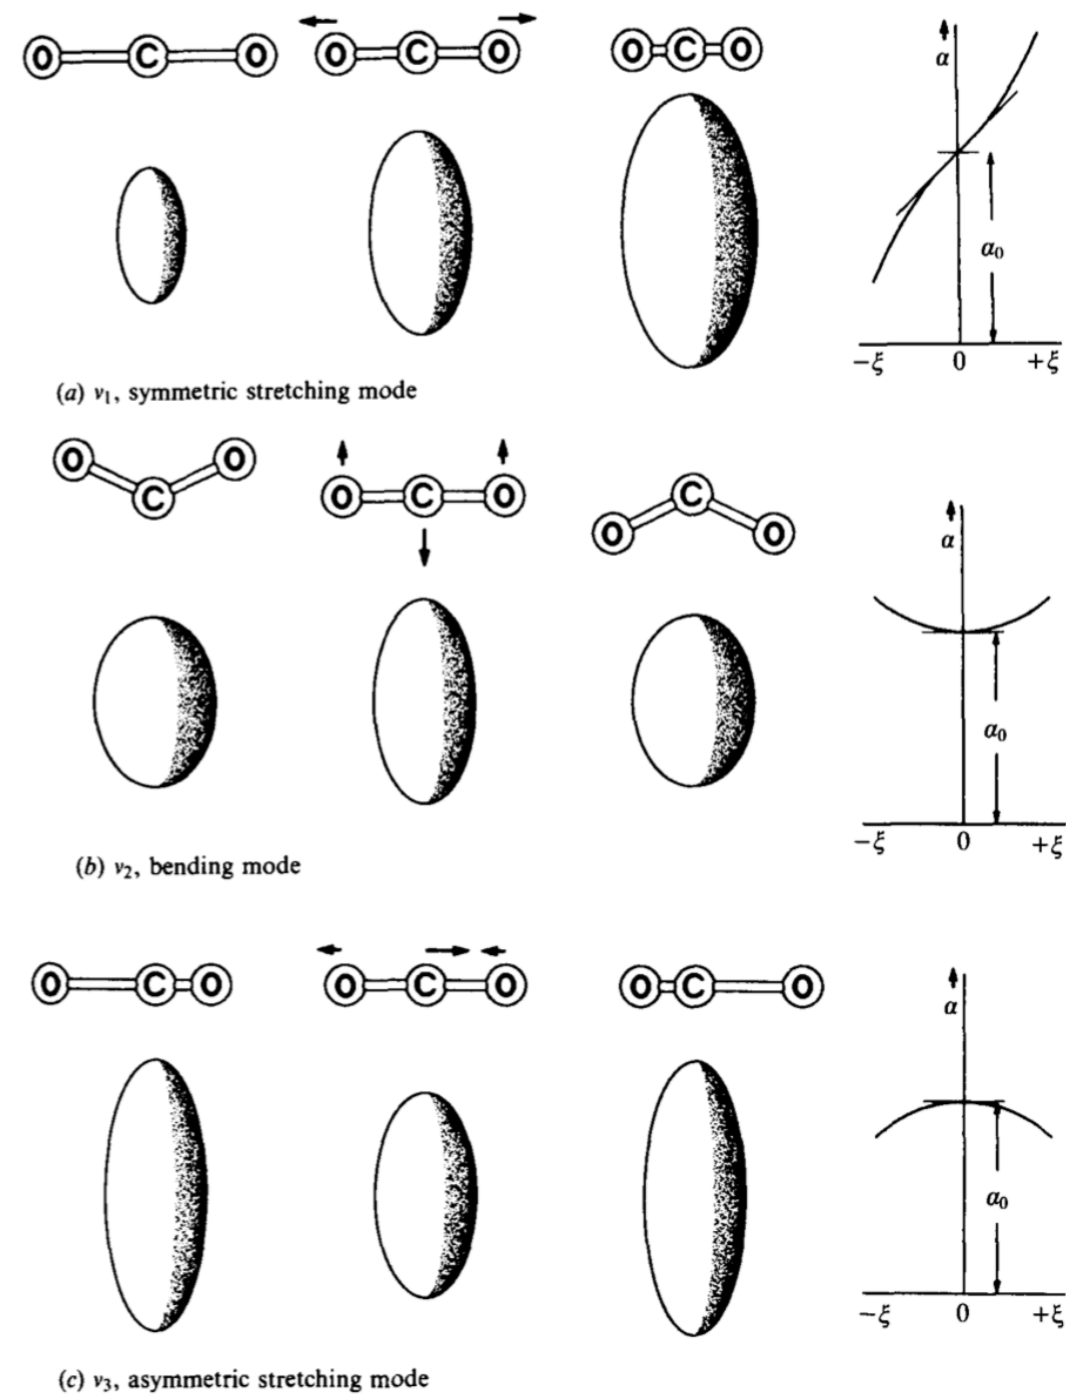 O C O O C O O C O
α
α₀
−ξ 0 +ξ
(a) ν₁, symmetric stretching mode
O C O O C O O C O
α
α₀
−ξ 0 +ξ
(b) ν₂, bending mode
O C O O C O O C O
α
α₀
−ξ 0 +ξ
(c) ν₃, asymmetric stretching mode